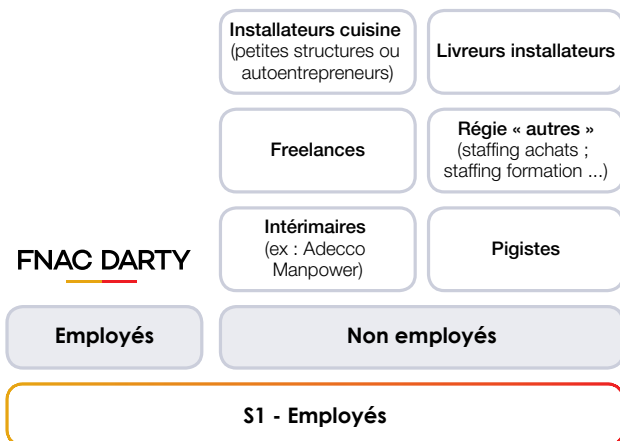 Installateurs cuisine
(petites structures ou
autoentrepreneurs)
Livreurs installateurs
Freelances
Régie « autres »
(staffing achats ;
staffing formation ...)
Intérimaires
(ex : Adecco
Manpower)
Pigistes
FNAC DARTY
Employés
Non employés
S1 - Employés